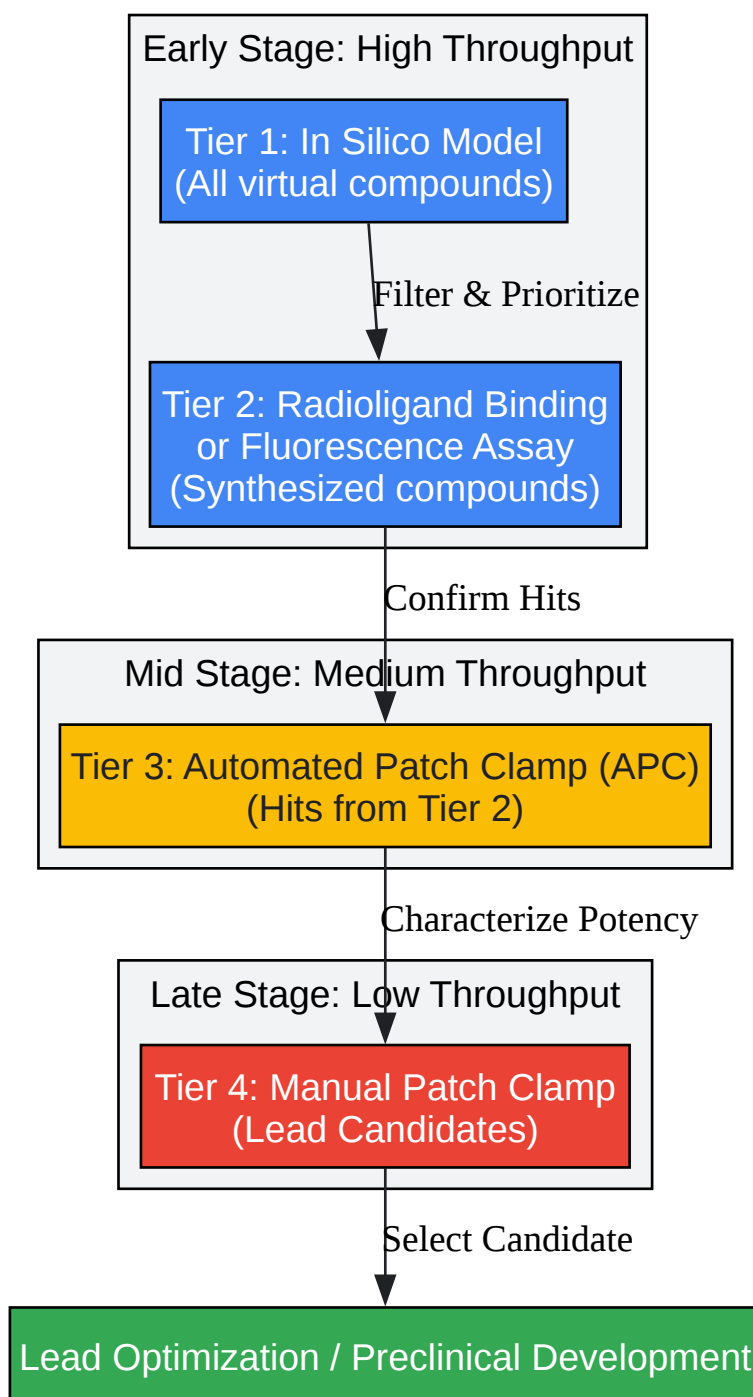 Early Stage: High Throughput
Tier 1: In Silico Model
(All virtual compounds)
Filter & Prioritize
Tier 2: Radioligand Binding
or Fluorescence Assay
(Synthesized compounds)
Confirm Hits
Mid Stage: Medium Throughput
Tier 3: Automated Patch Clamp (APC)
(Hits from Tier 2)
Characterize Potency
Late Stage: Low Throughput
Tier 4: Manual Patch Clamp
(Lead Candidates)
Select Candidate
Lead Optimization / Preclinical Development